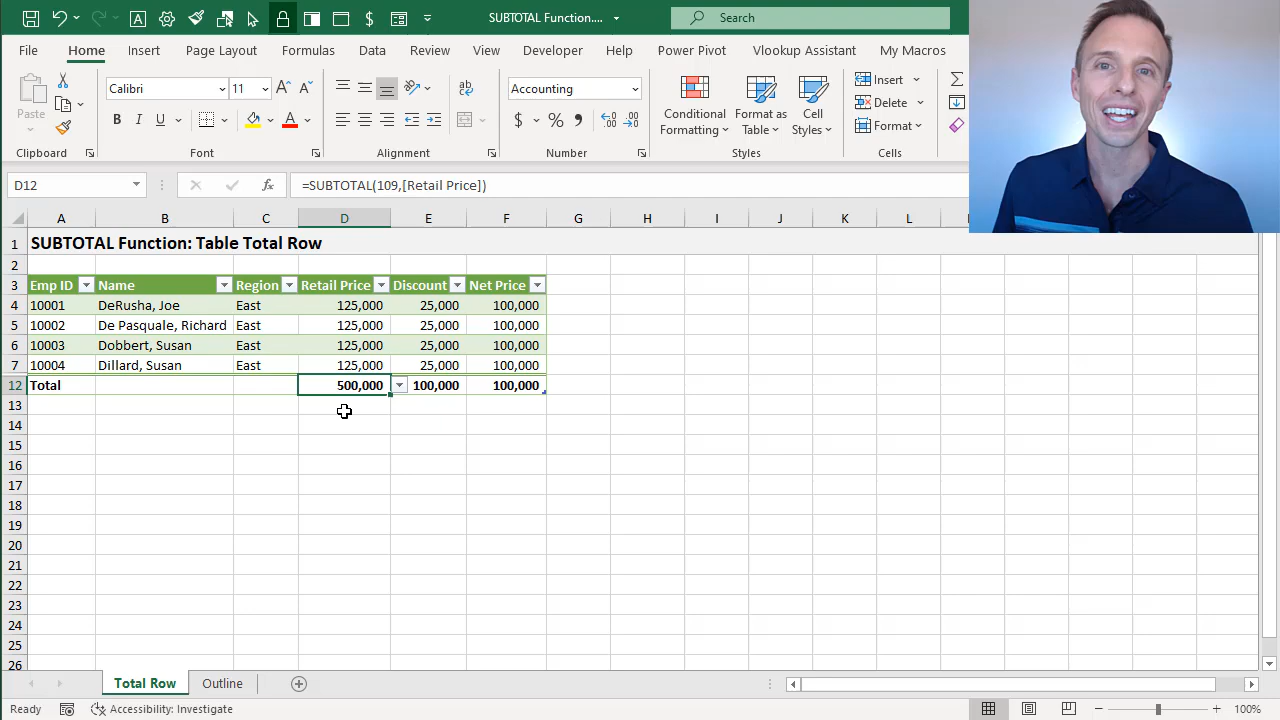 SUBTOTAL Function....
Search
File Home Insert Page Layout Formulas Data Review View Developer Help Power Pivot Vlookup Assistant My Macros
Paste
Calibri 11
B I U
Accounting
$ % 9
Conditional Formatting
Format as Table
Cell Styles
Insert
Delete
Format
Clipboard Font Alignment Number Styles Cells
D12 fx =SUBTOTAL(109,[Retail Price])
A B C D E F G H I J K L
1 SUBTOTAL Function: Table Total Row
2
3 Emp ID Name Region Retail Price Discount Net Price
4 10001 DeRusha, Joe East 125,000 25,000 100,000
5 10002 De Pasquale, Richard East 125,000 25,000 100,000
6 10003 Dobbert, Susan East 125,000 25,000 100,000
7 10004 Dillard, Susan East 125,000 25,000 100,000
12 Total 500,000 100,000 100,000
13
14
15
16
17
18
19
20
21
22
23
24
25
26
Total Row Outline
Ready Accessibility: Investigate 100%